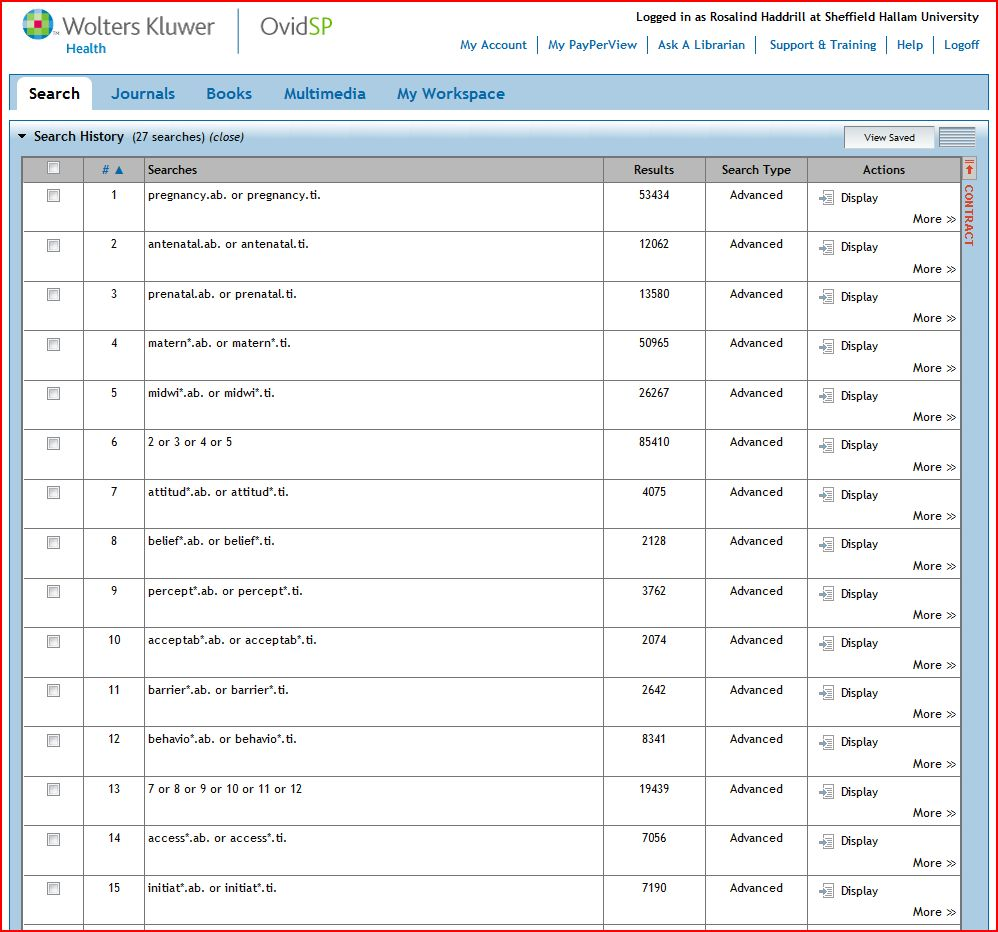 Logged in as Rosalind Haddrill at Sheffield Hallam University
Wolters Kluwer OvidSP
Health
My Account My PayPerView Ask A Librarian Support & Training Help Logoff
Search Journals Books Multimedia My Workspace
Search History (27 searches) (close) View Saved
# ▲ Searches Results Search Type Actions
CONTRACT
1 pregnancy.ab. or pregnancy.ti. 53434 Advanced Display
More >>
2 antenatal.ab. or antenatal.ti. 12062 Advanced Display
More >>
3 prenatal.ab. or prenatal.ti. 13580 Advanced Display
More >>
4 matern*.ab. or matern*.ti. 50965 Advanced Display
More >>
5 midwi*.ab. or midwi*.ti. 26267 Advanced Display
More >>
6 2 or 3 or 4 or 5 85410 Advanced Display
More >>
7 attitud*.ab. or attitud*.ti. 4075 Advanced Display
More >>
8 belief*.ab. or belief*.ti. 2128 Advanced Display
More >>
9 percept*.ab. or percept*.ti. 3762 Advanced Display
More >>
10 acceptab*.ab. or acceptab*.ti. 2074 Advanced Display
More >>
11 barrier*.ab. or barrier*.ti. 2642 Advanced Display
More >>
12 behavio*.ab. or behavio*.ti. 8341 Advanced Display
More >>
13 7 or 8 or 9 or 10 or 11 or 12 19439 Advanced Display
More >>
14 access*.ab. or access*.ti. 7056 Advanced Display
More >>
15 initiat*.ab. or initiat*.ti. 7190 Advanced Display
More >>